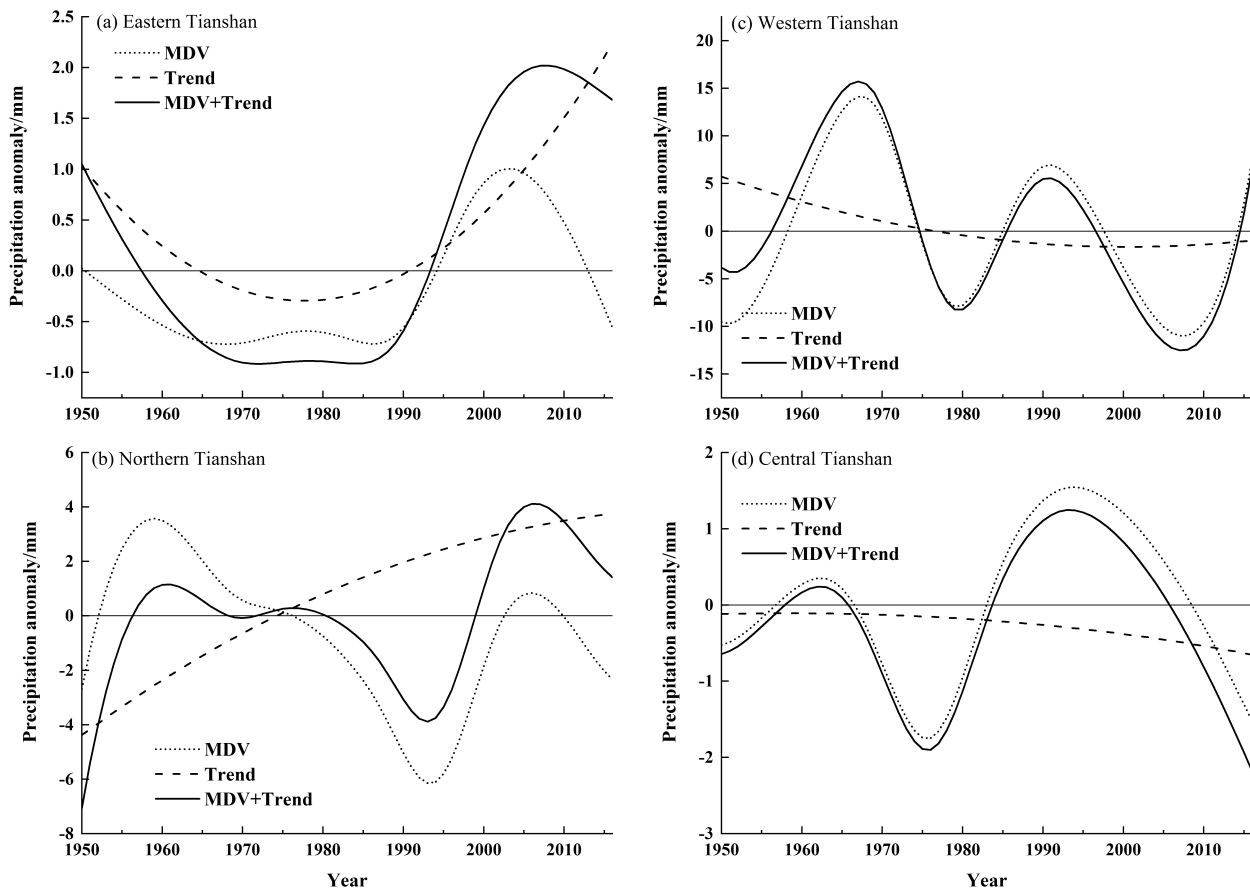 (a) Eastern Tianshan
MDV
Trend
MDV+Trend
Precipitation anomaly/mm
2.5
2.0
1.5
1.0
0.5
0.0
-0.5
-1.0
1950 1960 1970 1980 1990 2000 2010
(c) Western Tianshan
Precipitation anomaly/mm
20
15
10
5
0
-5
-10
-15
MDV
Trend
MDV+Trend
1950 1960 1970 1980 1990 2000 2010
(b) Northern Tianshan
Precipitation anomaly/mm
6
4
2
0
-2
-4
-6
-8
MDV
Trend
MDV+Trend
1950 1960 1970 1980 1990 2000 2010
Year
(d) Central Tianshan
MDV
Trend
MDV+Trend
Precipitation anomaly/mm
2
1
0
-1
-2
-3
1950 1960 1970 1980 1990 2000 2010
Year